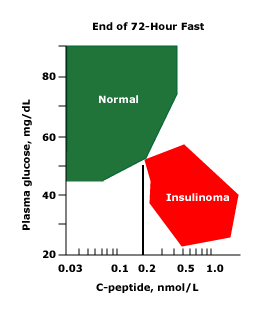 End of 72-Hour Fast
Plasma glucose, mg/dL
80
60
40
20
Normal
Insulinoma
0.03 0.1 0.2 0.5 1.0
C-peptide, nmol/L